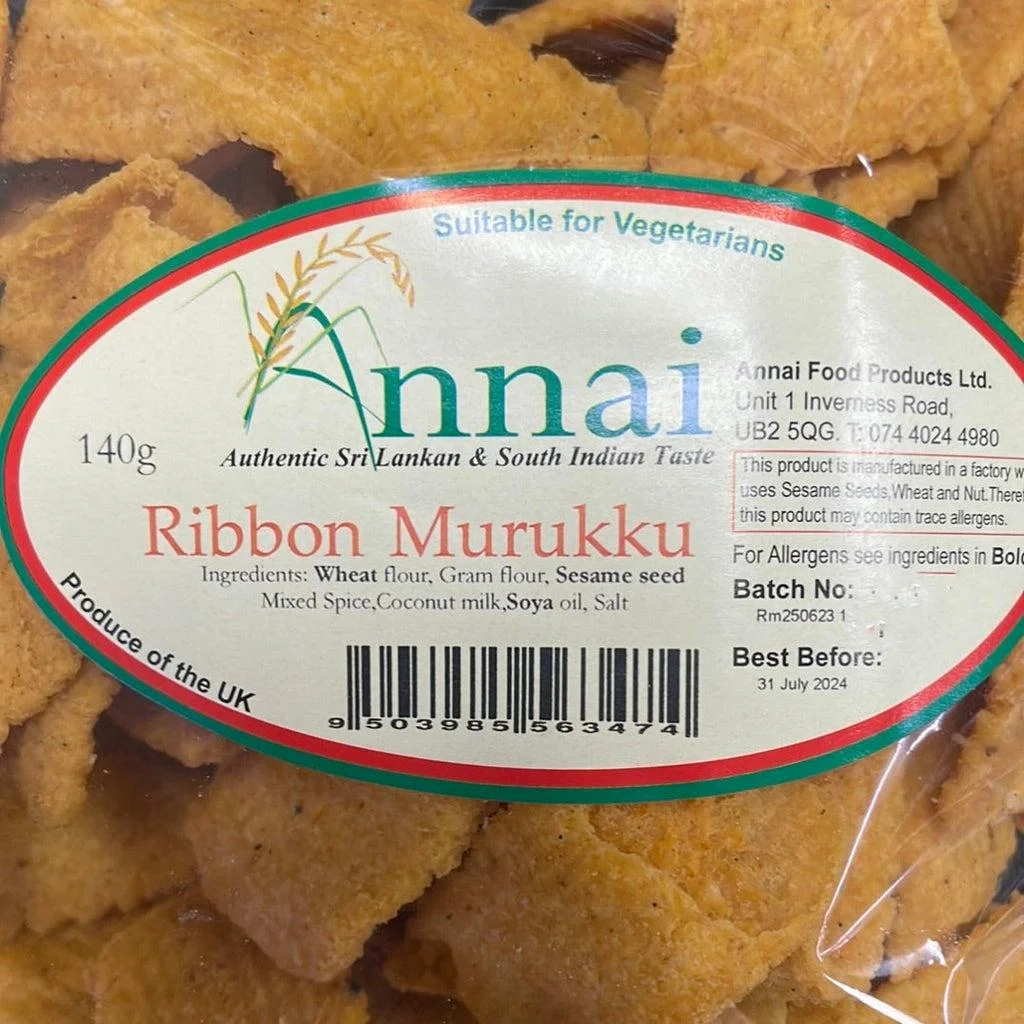 Suitable for Vegetarians
Annai
Authentic Sri Lankan & South Indian Taste
140g
Ribbon Murukku
Ingredients: Wheat flour, Gram flour, Sesame seed
Mixed Spice,Coconut milk,Soya oil, Salt
Produce of the UK
9 503985 563474
Annai Food Products Ltd.
Unit 1 Inverness Road,
UB2 5QG. T: 074 4024 4980
This product is manufactured in a factory
uses Sesame Seeds,Wheat and Nut.
this product may contain trace allergens.
For Allergens see ingredients in
Batch No:
Rm250623 1
Best Before:
31 July 2024